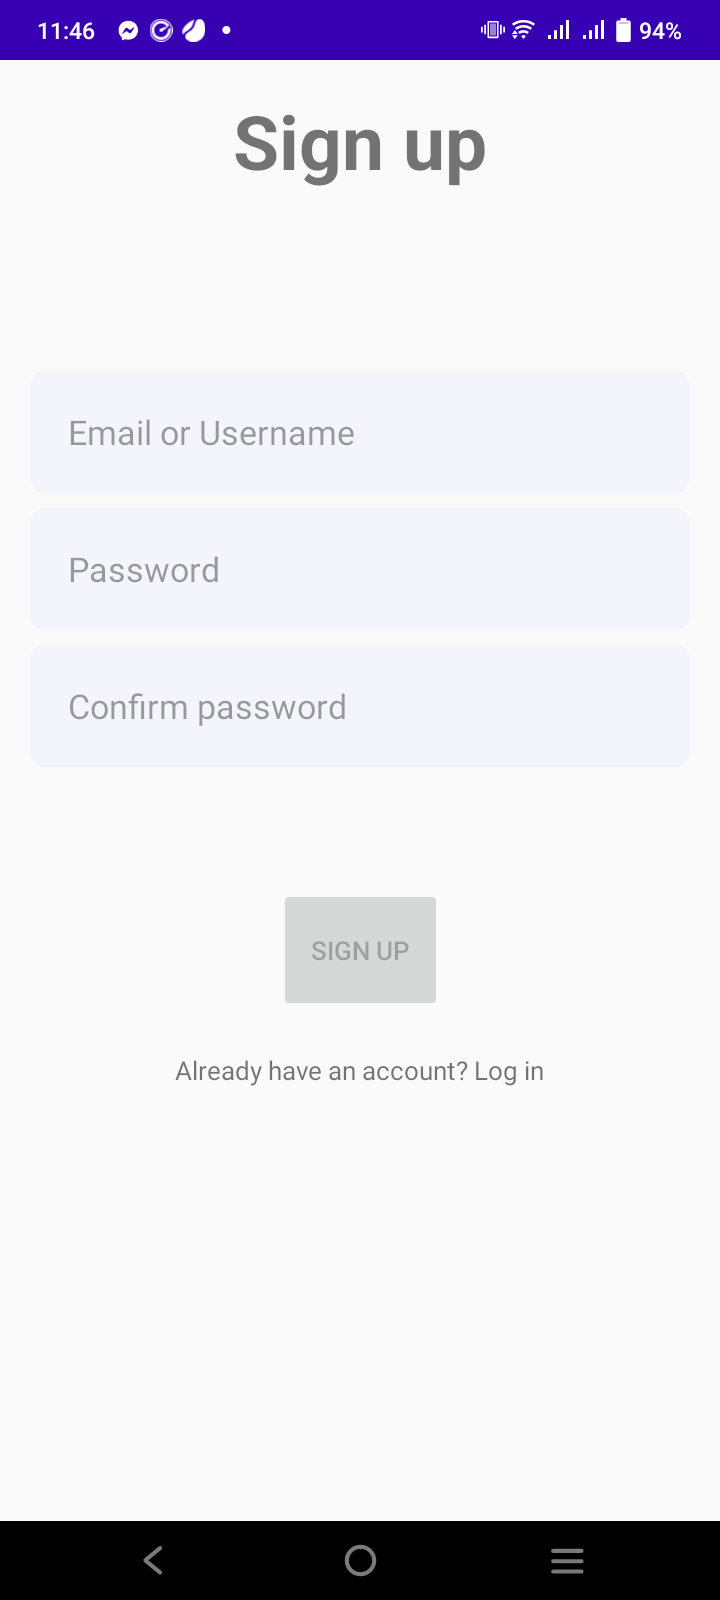 11:46 94%
Sign up
Email or Username
Password
Confirm password
SIGN UP
Already have an account? Log in